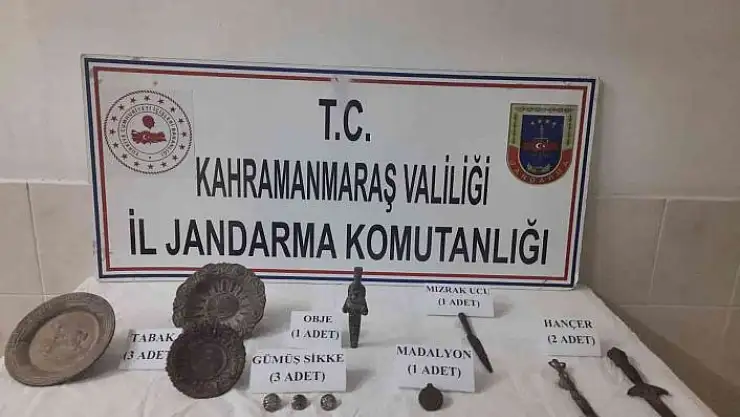 T.C.
KAHRAMANMARAŞ VALİLİĞİ
İL JANDARMA KOMUTANLIĞI
JANDARMA
TABAK
(3 ADET)
OBJE
(1 ADET)
GÜMÜŞ SİKKE
(3 ADET)
MIZRAK UCU
(1 ADET)
MADALYON
(1 ADET)
HANÇER
(2 ADET)